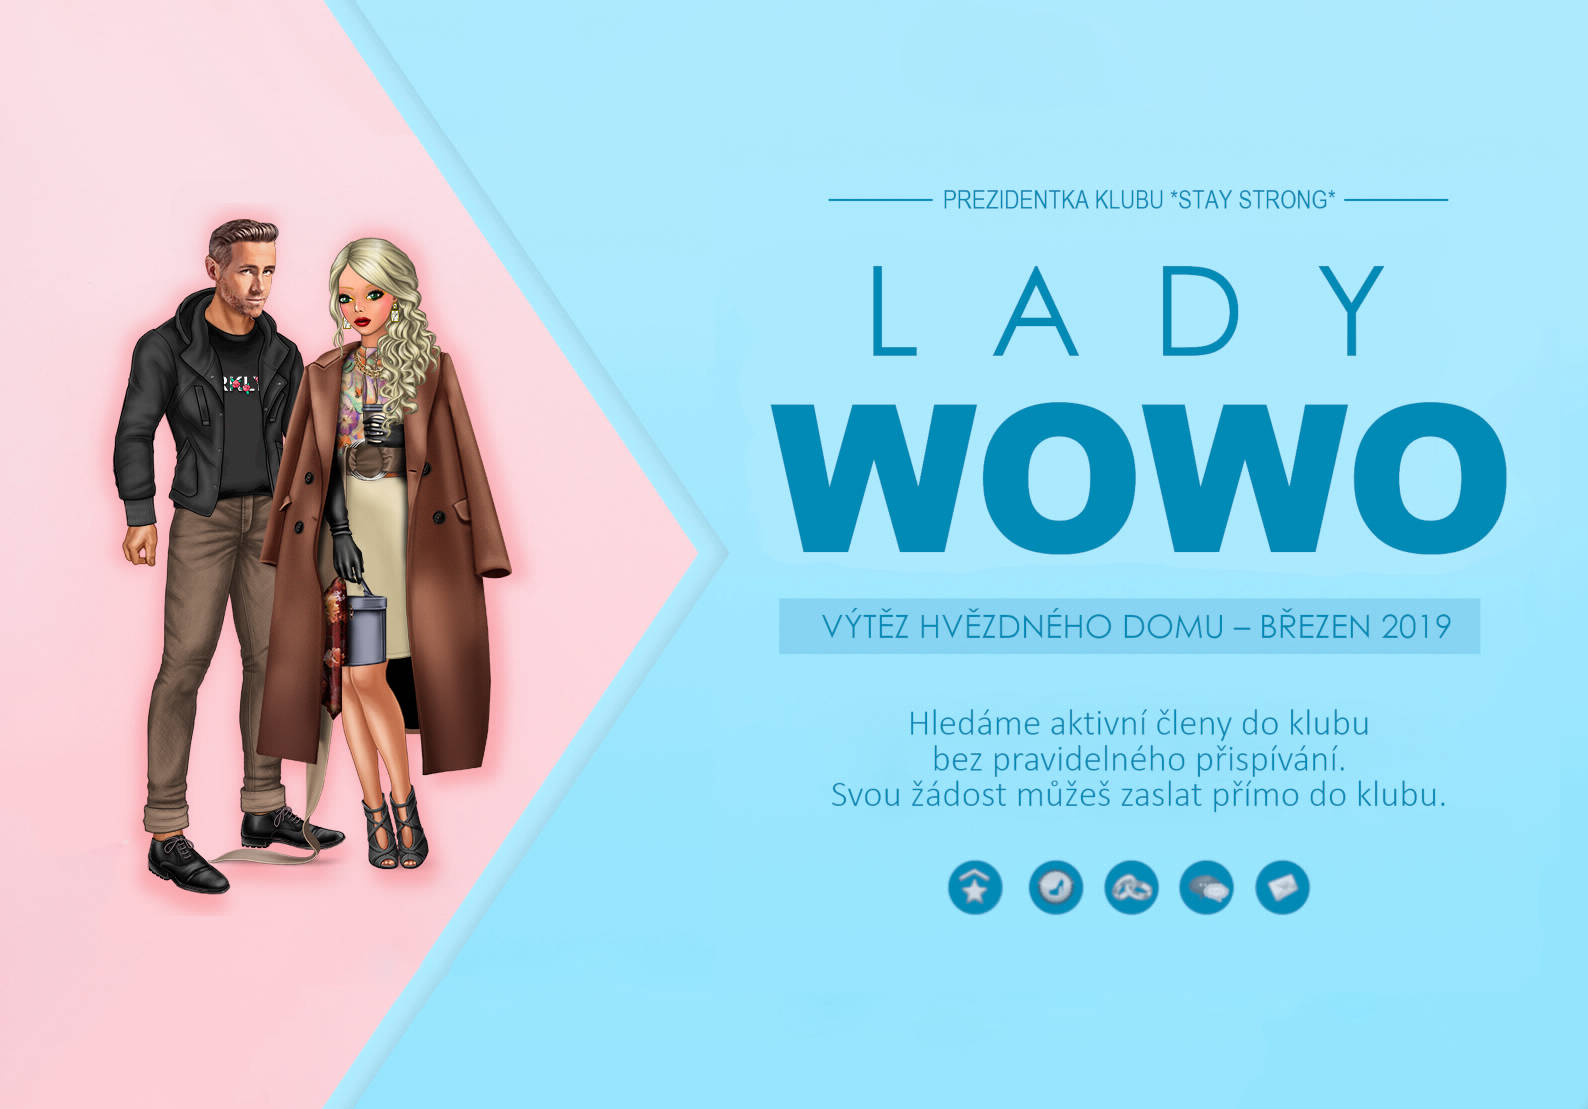 PREZIDENTKA KLUBU *STAY STRONG*
LADY
WOWO
VÝTĚZ HVĚZDNÉHO DOMU – BŘEZEN 2019
Hledáme aktivní členy do klubu
bez pravidelného přispívání.
Svou žádost můžeš zaslat přímo do klubu.